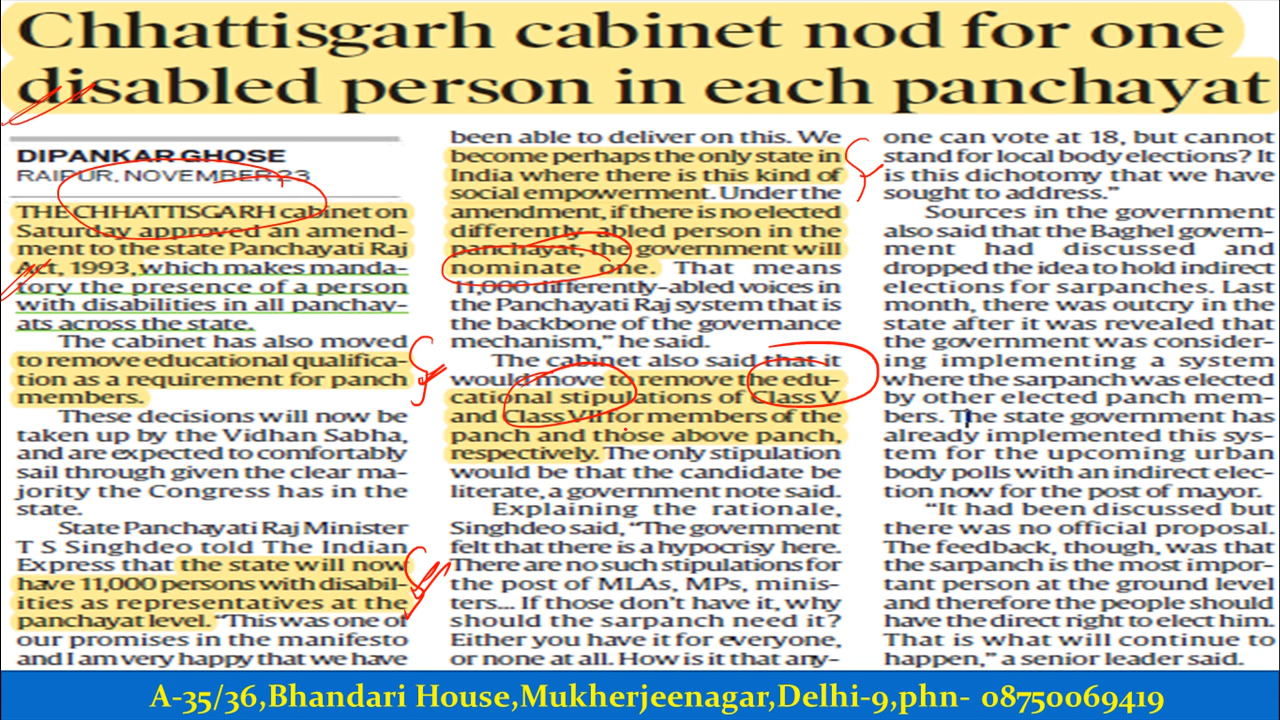 Chhattisgarh cabinet nod for one
disabled person in each panchayat
DIPANKAR GHOSE
RAIPUR, NOVEMBER 23
THE CHHATTISGARH cabinet on
Saturday approved an amend-
ment to the state Panchayati Raj
Act, 1993, which makes manda-
tory the presence of a person
with disabilities in all panchay-
ats across the state.
The cabinet has also moved
to remove educational qualifica-
tion as a requirement for panch
members.
These decisions will now be
taken up by the Vidhan Sabha,
and are expected to comfortably
sail through given the clear ma-
jority the Congress has in the
state.
State Panchayati Raj Minister
T S Singhdeo told The Indian
Express that the state will now
have 11,000 persons with disabil-
ities as representatives at the
panchayat level. “This was one of
our promises in the manifesto
and I am very happy that we have
been able to deliver on this. We
become perhaps the only state in
India where there is this kind of
social empowerment. Under the
amendment, if there is no elected
differently abled person in the
panchayat, the government will
nominate one. That means
11,000 differently-abled voices in
the Panchayati Raj system that is
the backbone of the governance
mechanism,” he said.
The cabinet also said that it
would move to remove the edu-
cational stipulations of Class V
and Class VII for members of the
panch and those above panch,
respectively. The only stipulation
would be that the candidate be
literate, a government note said.
Explaining the rationale,
Singhdeo said, “The government
felt that there is a hypocrisy here.
There are no such stipulations for
the post of MLAs, MPs, minis-
ters... If those don’t have it, why
should the sarpanch need it?
Either you have it for everyone,
or none at all. How is it that any-
one can vote at 18, but cannot
stand for local body elections? It
is this dichotomy that we have
sought to address.”
Sources in the government
also said that the Baghel govern-
ment had discussed and
dropped the idea to hold indirect
elections for sarpanches. Last
month, there was outcry in the
state after it was revealed that
the government was consider-
ing implementing a system
where the sarpanch was elected
by other elected panch mem-
bers. The state government has
already implemented this sys-
tem for the upcoming urban
body polls with an indirect elec-
tion now for the post of mayor.
“It had been discussed but
there was no official proposal.
The feedback, though, was that
the sarpanch is the most impor-
tant person at the ground level
and therefore the people should
have the direct right to elect him.
That is what will continue to
happen,” a senior leader said.
A-35/36,Bhandari House,Mukherjeenagar,Delhi-9,phn- 08750069419